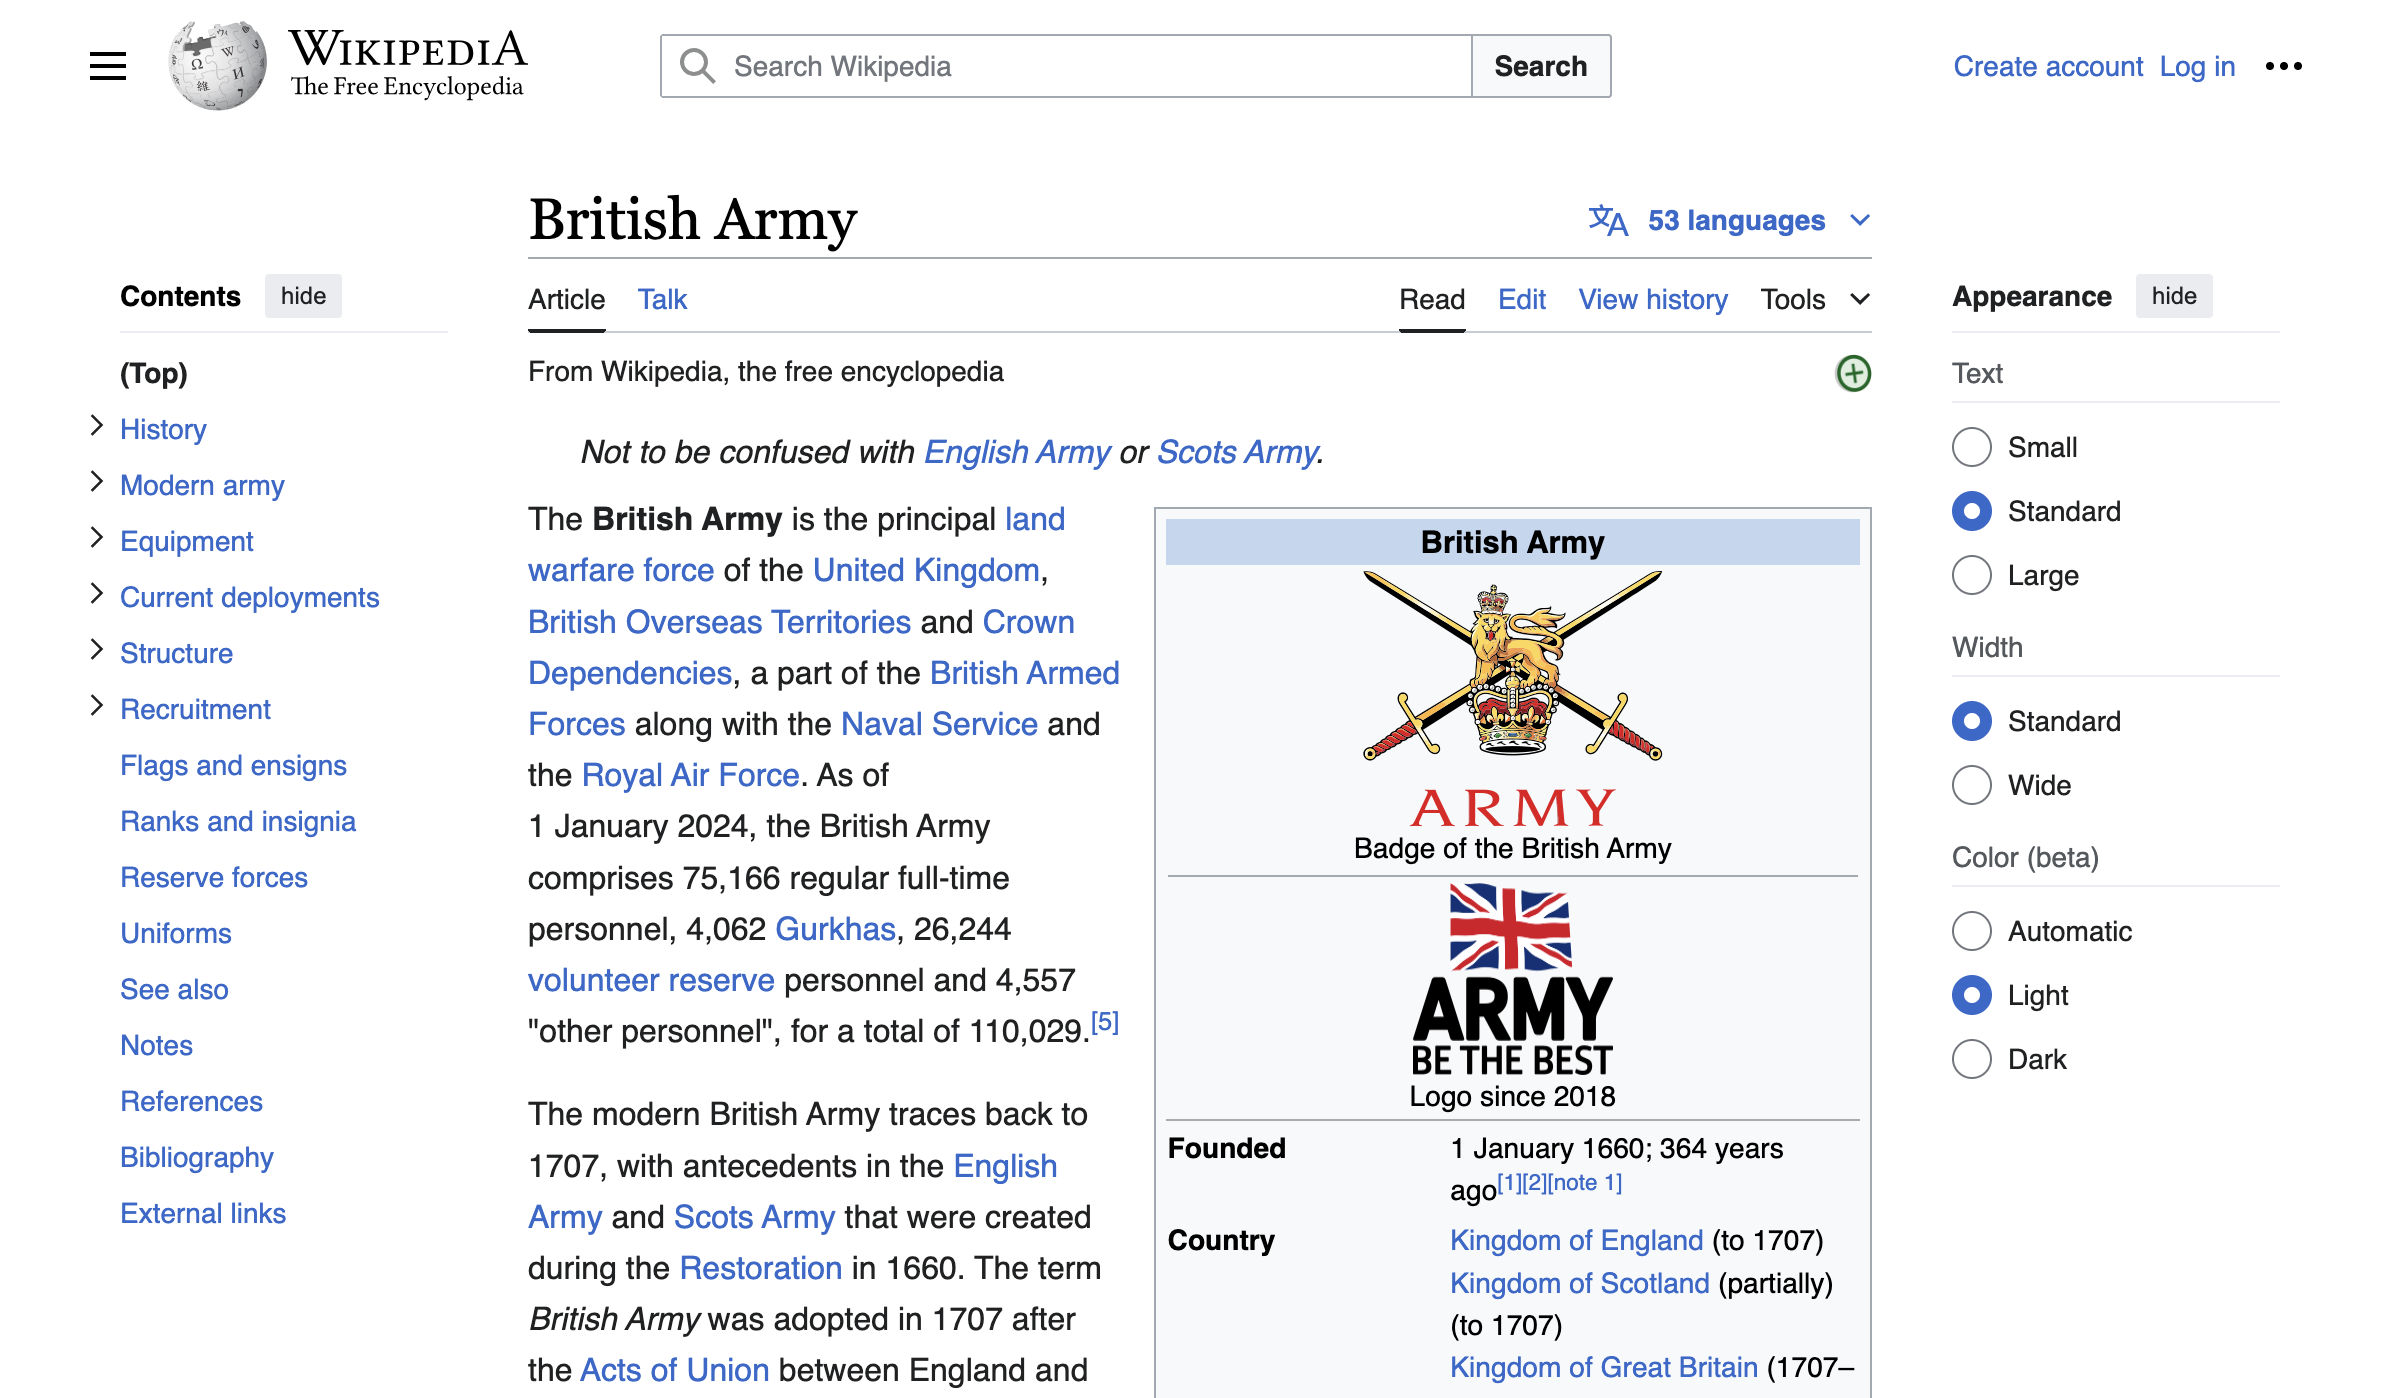 WIKIPEDIA
The Free Encyclopedia
Search Wikipedia
Search
Create account
Log in
British Army
53 languages
Contents
hide
(Top)
History
Modern army
Equipment
Current deployments
Structure
Recruitment
Flags and ensigns
Ranks and insignia
Reserve forces
Uniforms
See also
Notes
References
Bibliography
External links
Article
Talk
Read
Edit
View history
Tools
From Wikipedia, the free encyclopedia
Not to be confused with English Army or Scots Army.
The British Army is the principal land
warfare force of the United Kingdom,
British Overseas Territories and Crown
Dependencies, a part of the British Armed
Forces along with the Naval Service and
the Royal Air Force. As of
1 January 2024, the British Army
comprises 75,166 regular full-time
personnel, 4,062 Gurkhas, 26,244
volunteer reserve personnel and 4,557
"other personnel", for a total of 110,029.[5]
The modern British Army traces back to
1707, with antecedents in the English
Army and Scots Army that were created
during the Restoration in 1660. The term
British Army was adopted in 1707 after
the Acts of Union between England and
British Army
ARMY
Badge of the British Army
ARMY
BE THE BEST
Logo since 2018
Founded
1 January 1660; 364 years
ago[1][2][note 1]
Country
Kingdom of England (to 1707)
Kingdom of Scotland (partially)
(to 1707)
Kingdom of Great Britain (1707–
Appearance
hide
Text
Small
Standard
Large
Width
Standard
Wide
Color (beta)
Automatic
Light
Dark